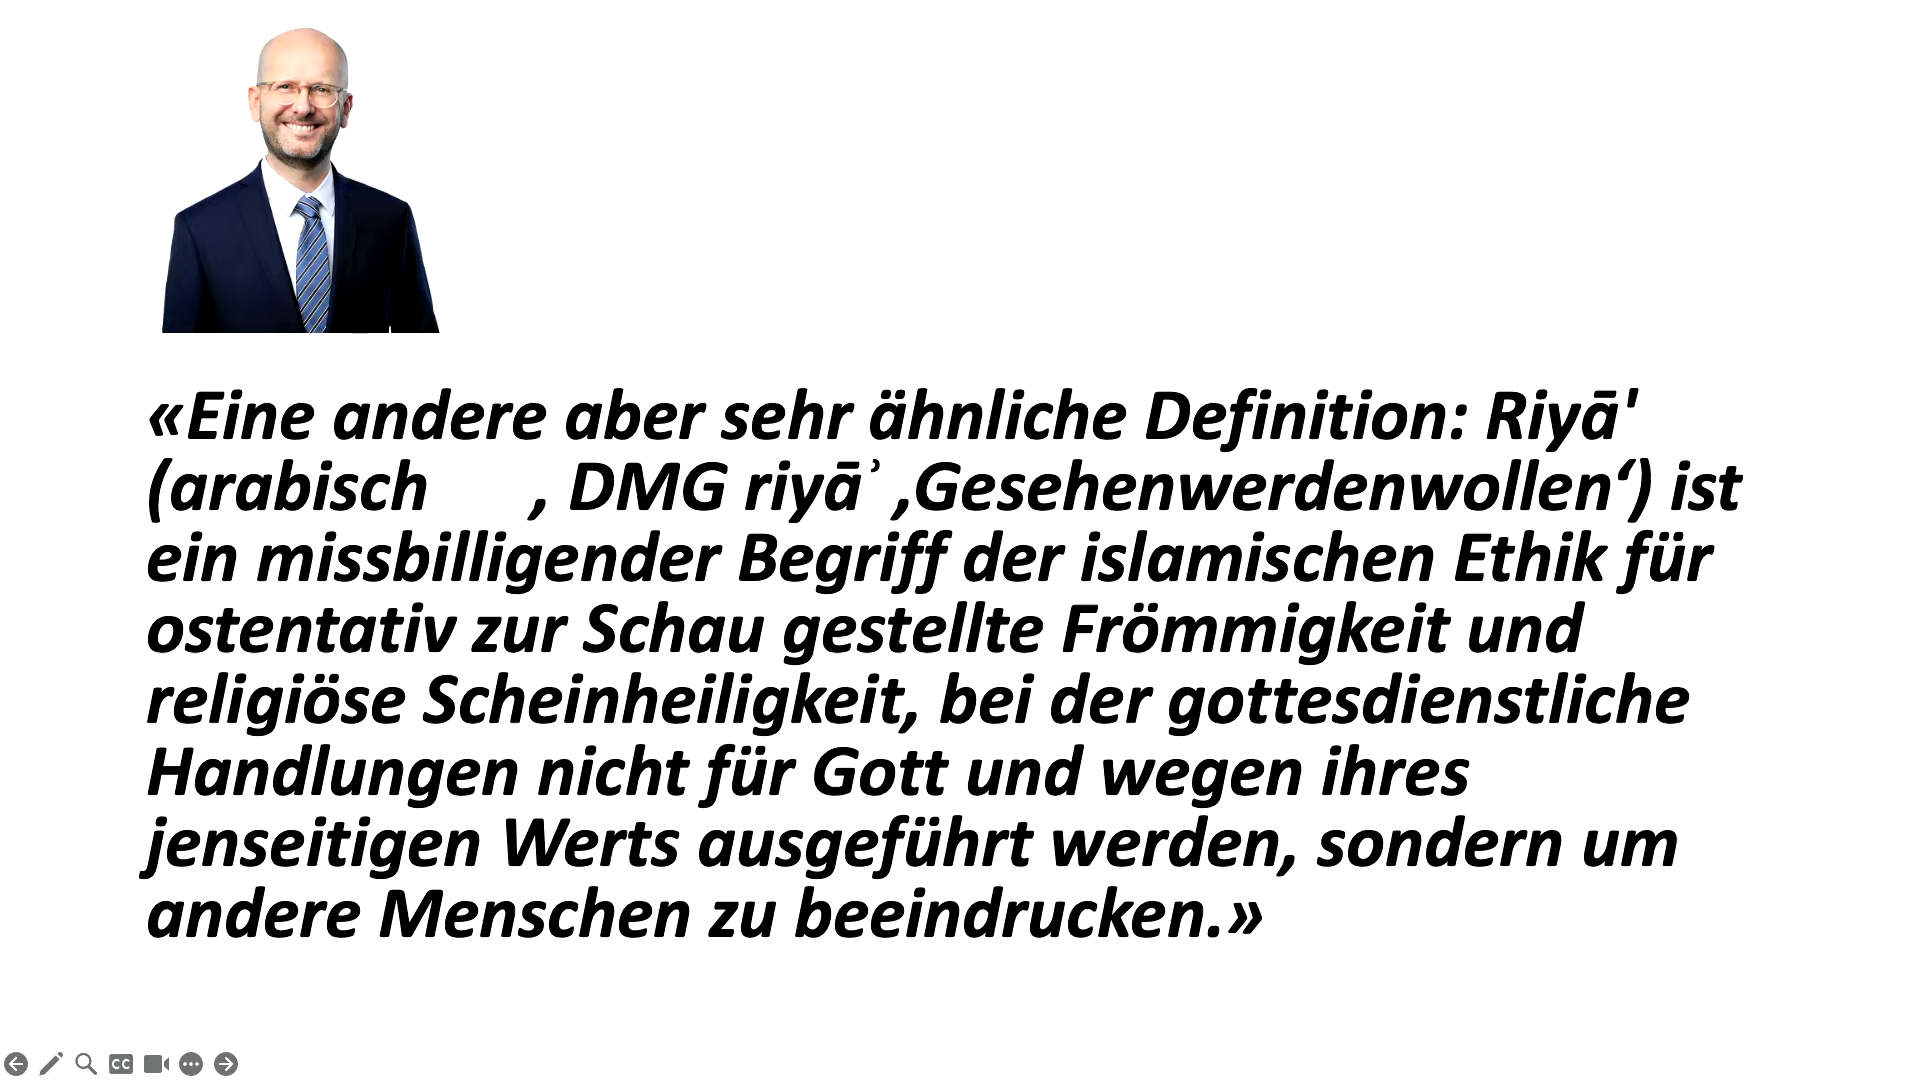 «Eine andere aber sehr ähnliche Definition: Riyā'
(arabisch , DMG riyāʾ ‚Gesehenwerdenwollen‘) ist
ein missbilligender Begriff der islamischen Ethik für
ostentativ zur Schau gestellte Frömmigkeit und
religiöse Scheinheiligkeit, bei der gottesdienstliche
Handlungen nicht für Gott und wegen ihres
jenseitigen Werts ausgeführt werden, sondern um
andere Menschen zu beeindrucken.»
CC